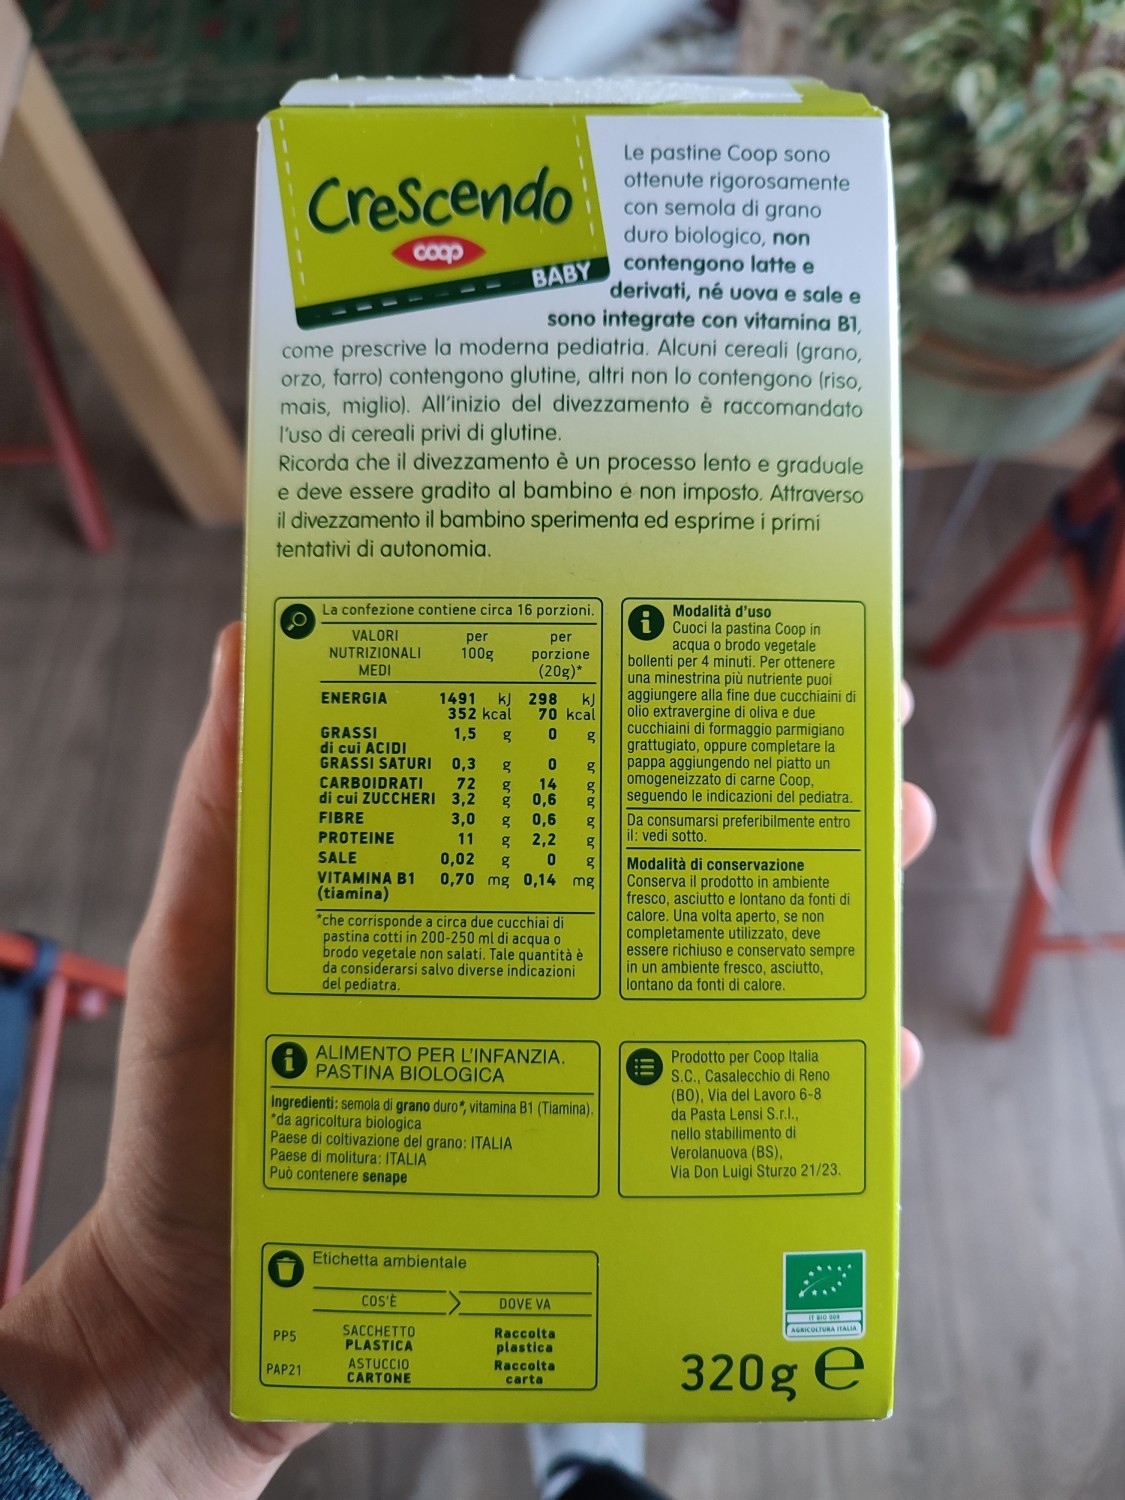 Crescendo
coop
BABY
Le pastine Coop sono
ottenute rigorosamente
con semola di grano
duro biologico, non
contengono latte e
derivati, né uova e sale e
sono integrate con vitamina B1,
come prescrive la moderna pediatria. Alcuni cereali (grano,
orzo, farro) contengono glutine, altri non lo contengono (riso,
mais, miglio). All'inizio del divezzamento è raccomandato
l'uso di cereali privi di glutine.
Ricorda che il divezzamento è un processo lento e graduale
e deve essere gradito al bambino e non imposto. Attraverso
il divezzamento il bambino sperimenta ed esprime i primi
tentativi di autonomia.
La confezione contiene circa 16 porzioni.
VALORI NUTRIZIONALI MEDI per 100g per porzione (20g)*
ENERGIA 1491 kJ 298 kJ
352 kcal 70 kcal
GRASSI 1,5 g 0 g
di cui ACIDI
GRASSI SATURI 0,3 g 0 g
CARBOIDRATI 72 g 14 g
di cui ZUCCHERI 3,2 g 0,6 g
FIBRE 3,0 g 0,6 g
PROTEINE 11 g 2,2 g
SALE 0,02 g 0 g
VITAMINA B1 0,70 mg 0,14 mg
(tiamina)
*che corrisponde a circa due cucchiai di
pastina cotti in 200-250 ml di acqua o
brodo vegetale non salati. Tale quantità è
da considerarsi salvo diverse indicazioni
del pediatra.
Modalità d'uso
Cuoci la pastina Coop in
acqua o brodo vegetale
bollenti per 4 minuti. Per ottenere
una minestrina più nutriente puoi
aggiungere alla fine due cucchiaini di
olio extravergine di oliva e due
cucchiaini di formaggio parmigiano
grattugiato, oppure completare la
pappa aggiungendo nel piatto un
omogeneizzato di carne Coop,
seguendo le indicazioni del pediatra.
Da consumarsi preferibilmente entro
il: vedi sotto.
Modalità di conservazione
Conserva il prodotto in ambiente
fresco, asciutto e lontano da fonti di
calore. Una volta aperto, se non
completamente utilizzato, deve
essere richiuso e conservato sempre
in un ambiente fresco, asciutto,
lontano da fonti di calore.
ALIMENTO PER L'INFANZIA.
PASTINA BIOLOGICA
Ingredienti: semola di grano duro*, vitamina B1 (Tiamina).
*da agricoltura biologica
Paese di coltivazione del grano: ITALIA
Paese di molitura: ITALIA
Può contenere senape
Prodotto per Coop Italia
S.C., Casalecchio di Reno
(BO), Via del Lavoro 6-8
da Pasta Lensi S.r.l.,
nello stabilimento di
Verolanuova (BS),
Via Don Luigi Sturzo 21/23.
Etichetta ambientale
COS'È DOVE VA
PP5 SACCHETTO PLASTICA Raccolta plastica
PAP21 ASTUCCIO CARTONE Raccolta carta
IT BIO 009
AGRICOLTURA ITALIA
320g e